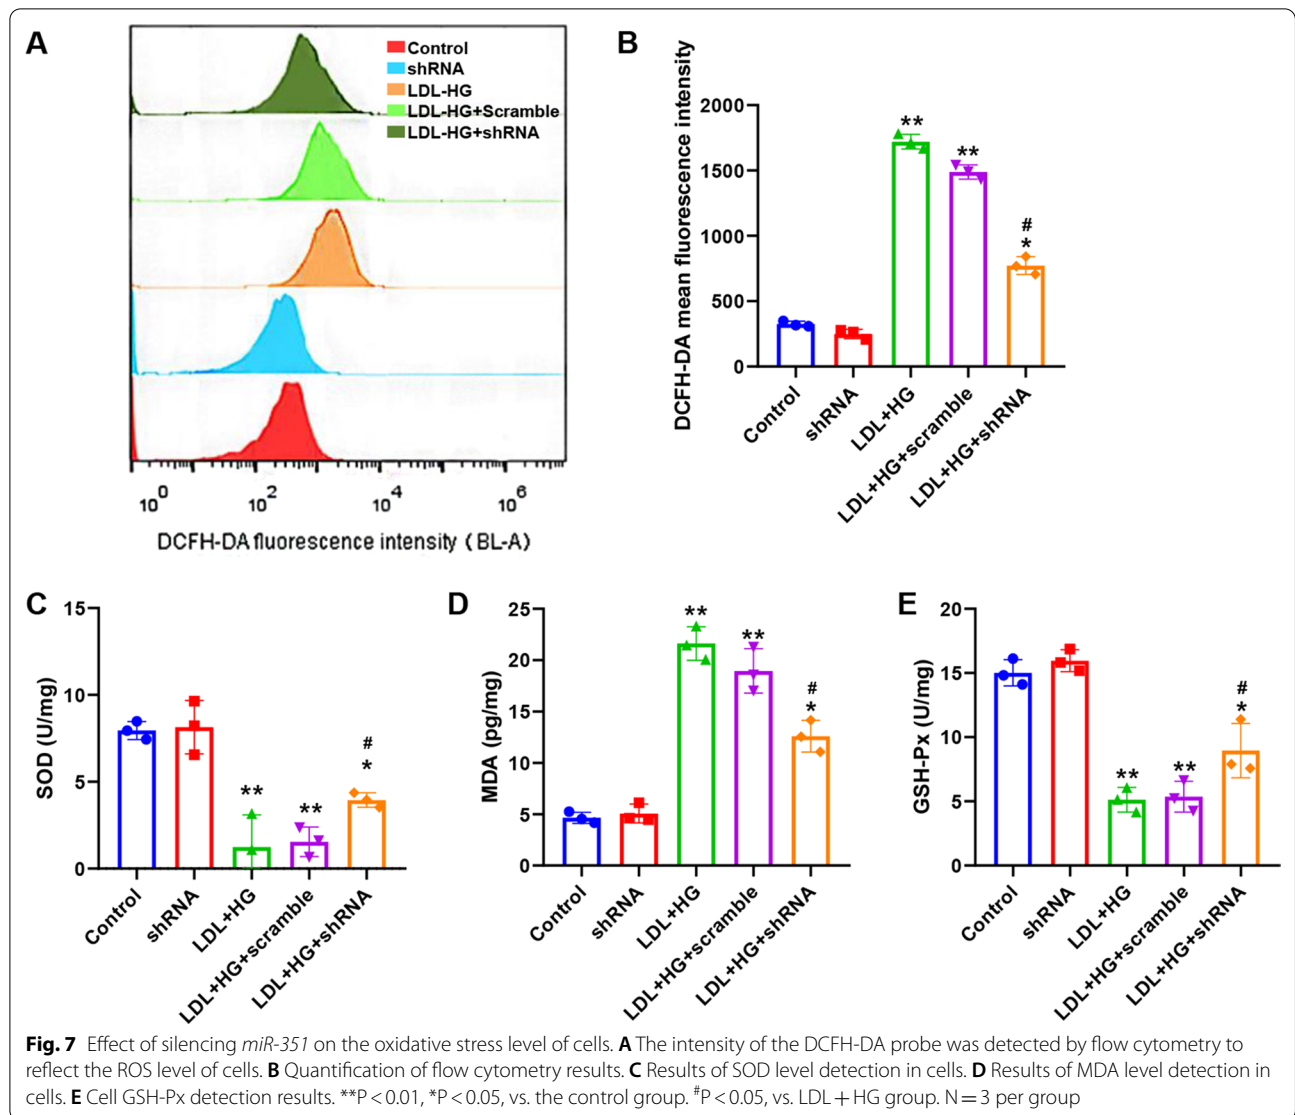 A
Control
shRNA
LDL-HG
LDL-HG+Scramble
LDL-HG+shRNA
10^0 10^2 10^4 10^6
DCFH-DA fluorescence intensity (BL-A)
B
DCFH-DA mean fluorescence intensity
2000
1500
1000
500
0
** ** # *
Control shRNA LDL+HG LDL+HG+scramble LDL+HG+shRNA
C
SOD (U/mg)
15
10
5
0
** ** # *
Control shRNA LDL+HG LDL+HG+scramble LDL+HG+shRNA
D
MDA (pg/mg)
25
20
15
10
5
0
** ** # *
Control shRNA LDL+HG LDL+HG+scramble LDL+HG+shRNA
E
GSH-Px (U/mg)
20
15
10
5
0
** ** # *
Control shRNA LDL+HG LDL+HG+scramble LDL+HG+shRNA
Fig. 7 Effect of silencing miR-351 on the oxidative stress level of cells. A The intensity of the DCFH-DA probe was detected by flow cytometry to
reflect the ROS level of cells. B Quantification of flow cytometry results. C Results of SOD level detection in cells. D Results of MDA level detection in
cells. E Cell GSH-Px detection results. **P < 0.01, *P < 0.05, vs. the control group. #P < 0.05, vs. LDL + HG group. N = 3 per group